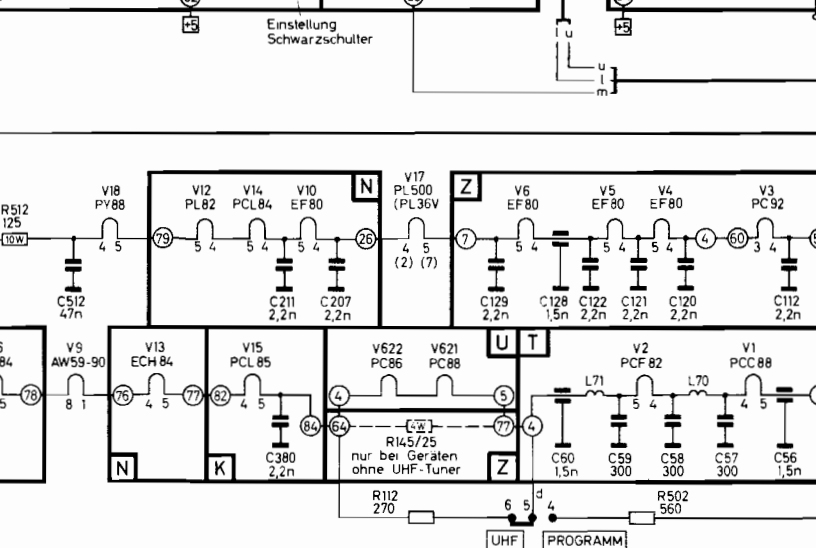 +5
+5
Einstellung
Schwarzschulter
u
u
l
m
R512
125
10W
V18
PY88
4 5
C512
47n
79
V12
PL82
5 4
V14
PCL84
5 4
V10
EF80
5 4
N
26
C211
2,2n
C207
2,2n
V17
PL500
(PL36V
4 5
(2) (7)
Z
7
V6
EF80
5 4
V5
EF80
5 4
V4
EF80
5 4
4
60
V3
PC92
3 4
C129
2,2n
C128
1,5n
C122
2,2n
C121
2,2n
C120
2,2n
C112
2,2n
84
5
78
V9
AW59-90
8 1
76
V13
ECH84
4 5
77
N
82
V15
PCL85
4 5
84
C380
2,2n
K
V622
PC86
V621
PC88
U
4
5
64
4W
77
R145/25
nur bei Geräten
ohne UHF-Tuner
Z
T
4
L71
V2
PCF82
5 4
L70
V1
PCC88
4 5
C60
1,5n
C59
300
C58
300
C57
300
C56
1,5n
R112
270
6 5 d 4
R502
560
UHF
PROGRAMM